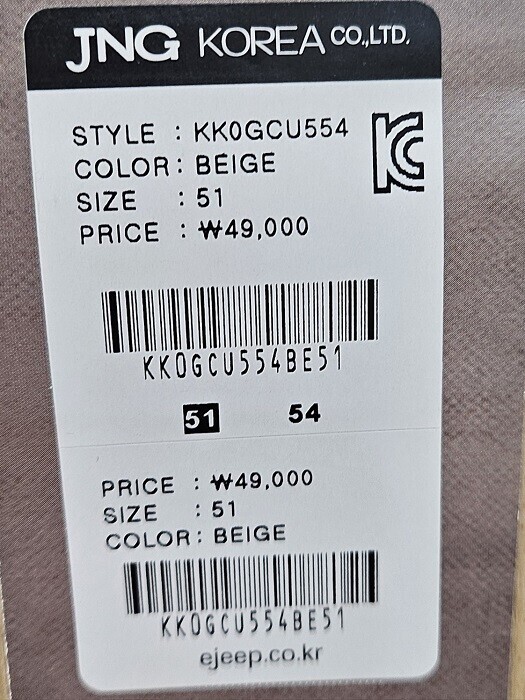 JNG KOREA CO.,LTD.
STYLE : KK0GCU554
COLOR : BEIGE
SIZE : 51
PRICE : ₩49,000
KK0GCU554BE51
51 54
PRICE : ₩49,000
SIZE : 51
COLOR : BEIGE
KK0GCU554BE51
ejeep.co.kr